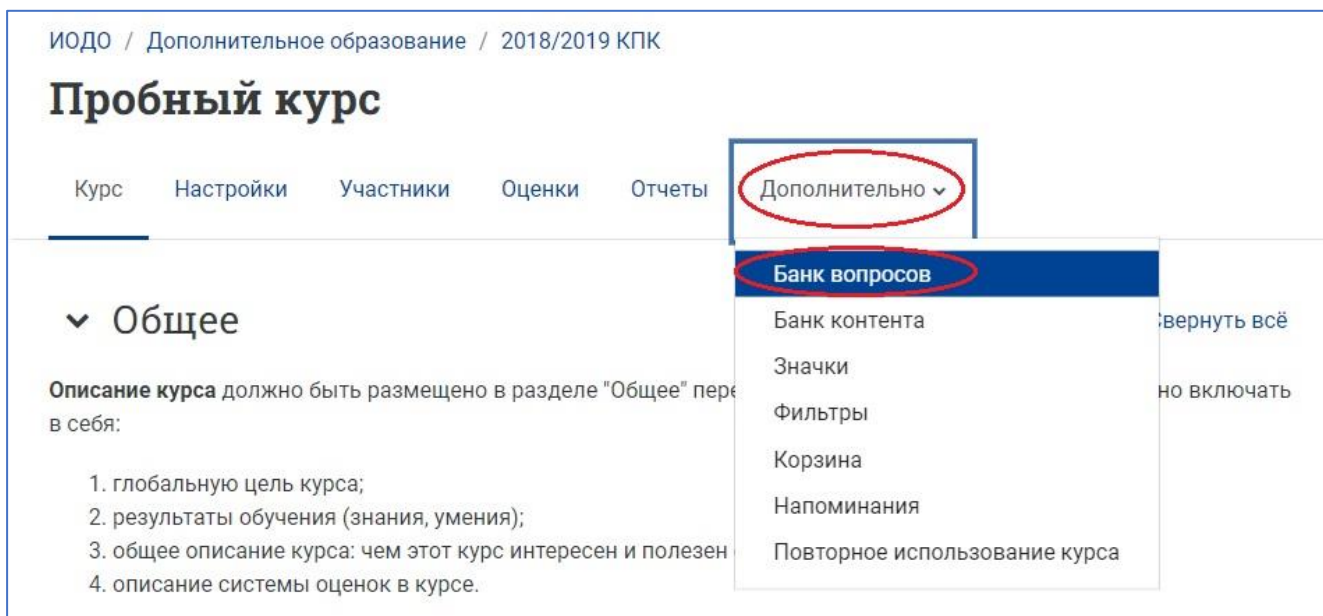 ИОДО / Дополнительное образование / 2018/2019 КПК
Пробный курс
Курс Настройки Участники Оценки Отчеты Дополнительно
Банк вопросов
Общее
Банк контента
свернуть всё
Значки
Описание курса должно быть размещено в разделе "Общее"
включать
Фильтры
в себя:
Корзина
1. глобальную цель курса;
Напоминания
2. результаты обучения (знания, умения);
3. общее описание курса: чем этот курс интересен и полезен
Повторное использование курса
4. описание системы оценок в курсе.